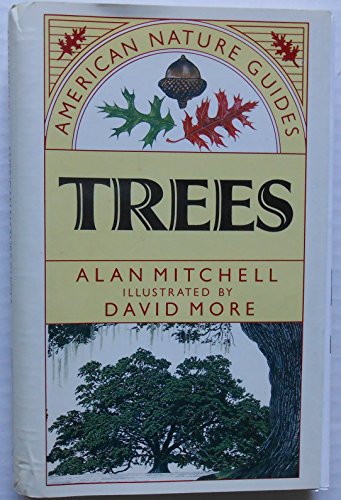 AMERICAN NATURE GUIDES
TREES
ALAN MITCHELL
ILLUSTRATED BY
DAVID MORE